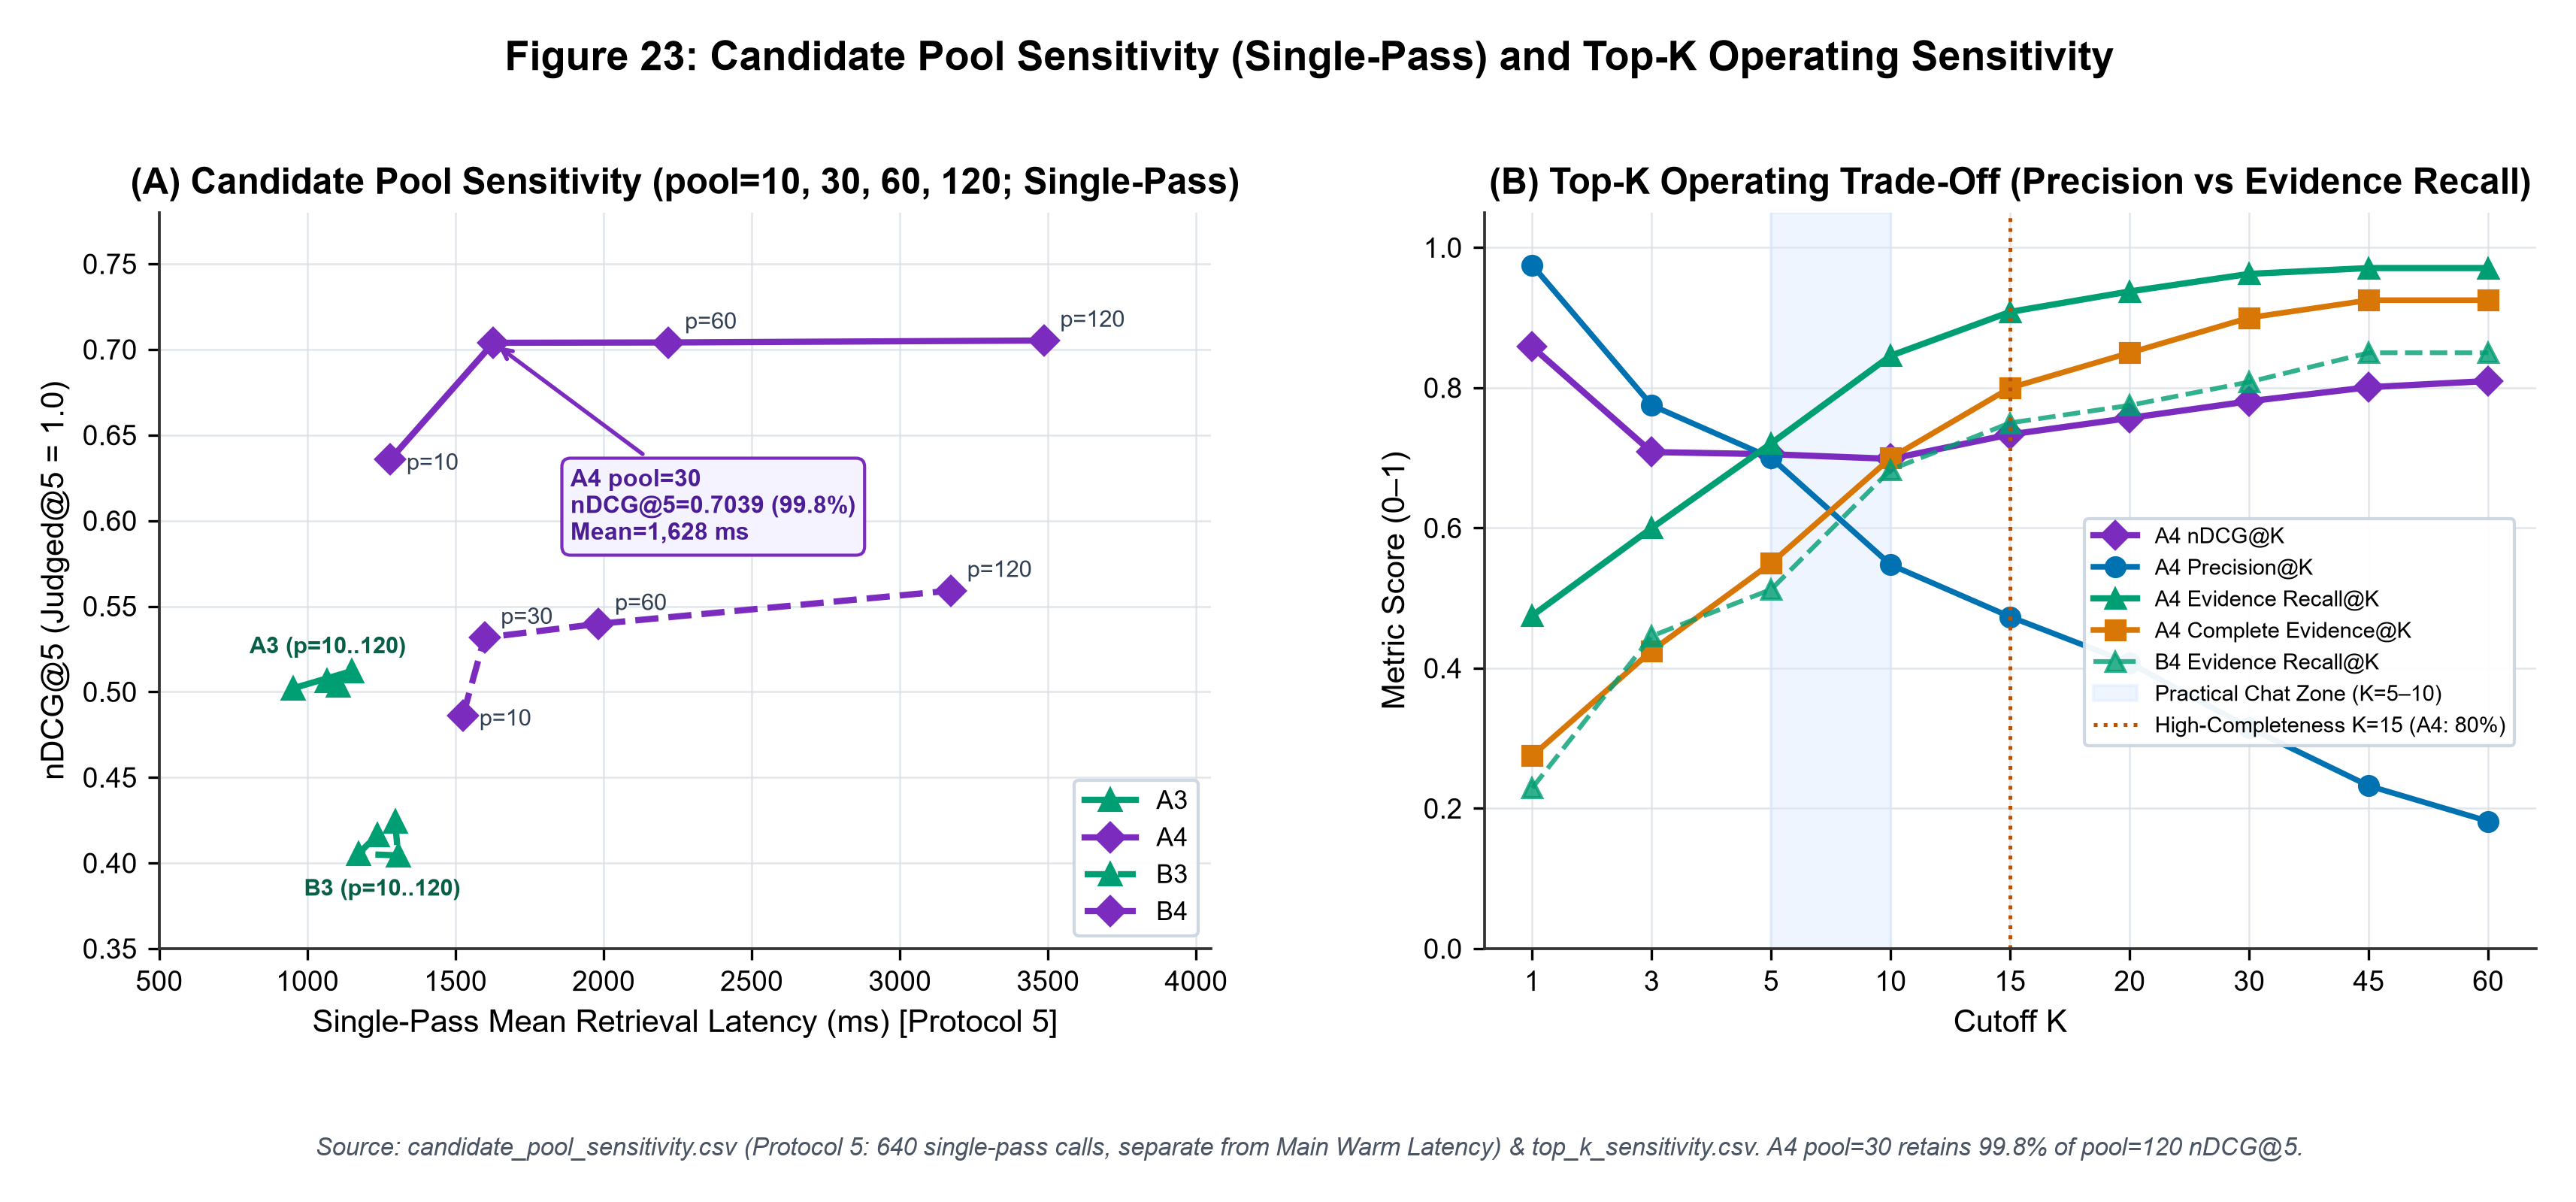 Figure 23: Candidate Pool Sensitivity (Single-Pass) and Top-K Operating Sensitivity
(A) Candidate Pool Sensitivity (pool=10, 30, 60, 120; Single-Pass)
nDCG@5 (Judged@5 = 1.0)
0.75
0.70
0.65
0.60
0.55
0.50
0.45
0.40
0.35
p=60
p=120
p=10
A4 pool=30
nDCG@5=0.7039 (99.8%)
Mean=1,628 ms
p=120
p=30
p=60
A3 (p=10..120)
p=10
B3 (p=10..120)
A3
A4
B3
B4
500
1000
1500
2000
2500
3000
3500
4000
Single-Pass Mean Retrieval Latency (ms) [Protocol 5]
(B) Top-K Operating Trade-Off (Precision vs Evidence Recall)
Metric Score (0–1)
1.0
0.8
0.6
0.4
0.2
0.0
A4 nDCG@K
A4 Precision@K
A4 Evidence Recall@K
A4 Complete Evidence@K
B4 Evidence Recall@K
Practical Chat Zone (K=5–10)
High-Completeness K=15 (A4: 80%)
1
3
5
10
15
20
30
45
60
Cutoff K
Source: candidate_pool_sensitivity.csv (Protocol 5: 640 single-pass calls, separate from Main Warm Latency) & top_k_sensitivity.csv. A4 pool=30 retains 99.8% of pool=120 nDCG@5.